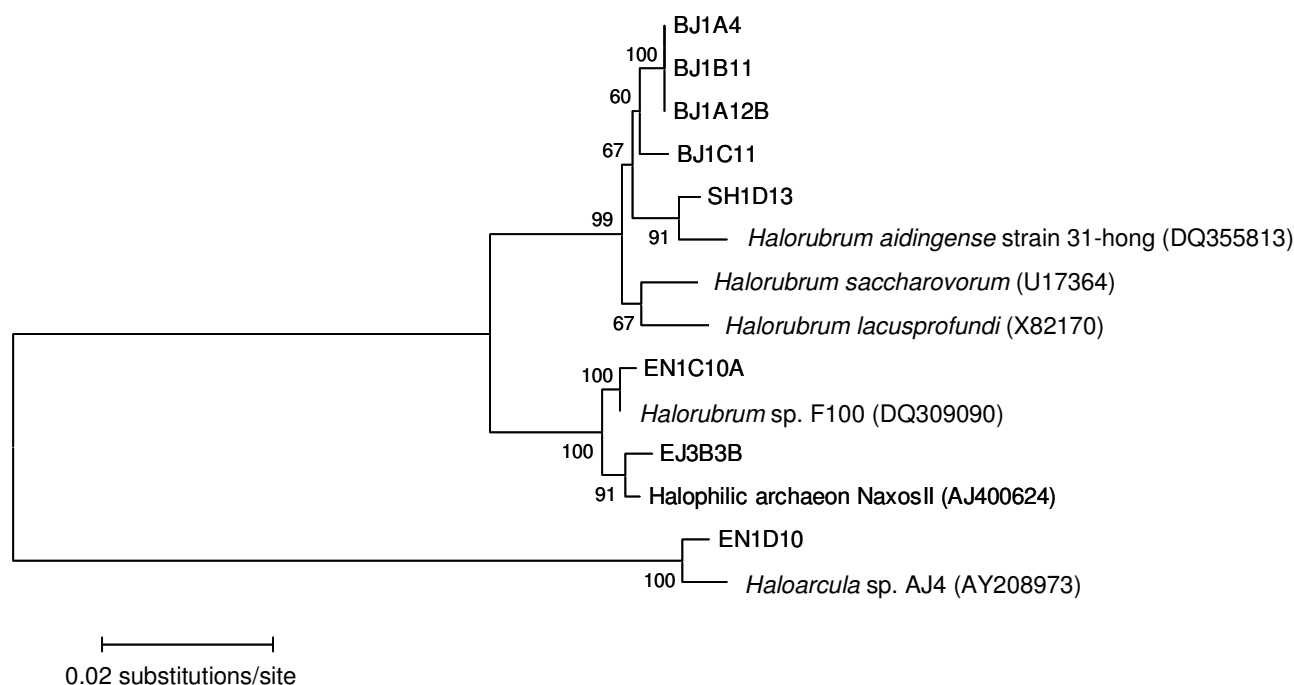 BJ1A4
100
BJ1B11
60
BJ1A12B
67
BJ1C11
SH1D13
99
91
Halorubrum aidingense strain 31-hong (DQ355813)
Halorubrum saccharovorum (U17364)
67
Halorubrum lacusprofundi (X82170)
100
EN1C10A
Halorubrum sp. F100 (DQ309090)
100
EJ3B3B
91
Halophilic archaeon NaxosII (AJ400624)
EN1D10
100
Haloarcula sp. AJ4 (AY208973)
0.02 substitutions/site